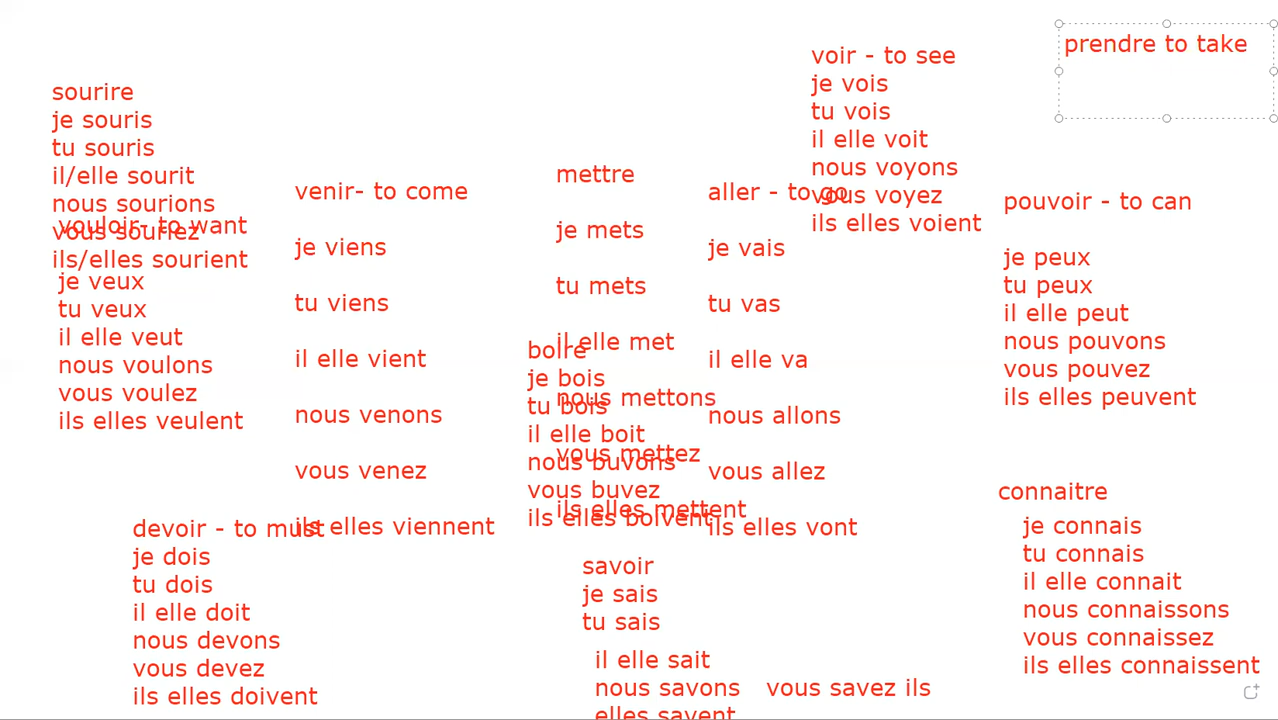 sourire
je souris
tu souris
il/elle sourit
nous sourions
vous souriez
ils/elles sourient
vouloir- to want
je veux
tu veux
il elle veut
nous voulons
vous voulez
ils elles veulent
devoir - to must
je dois
tu dois
il elle doit
nous devons
vous devez
ils elles doivent
venir- to come
je viens
tu viens
il elle vient
nous venons
vous venez
ils elles viennent
mettre
je mets
tu mets
il elle met
nous mettons
vous mettez
ils elles mettent
boire
je bois
tu bois
il elle boit
nous buvons
vous buvez
ils elles boivent
savoir
je sais
tu sais
il elle sait
nous savons vous savez ils
elles savent
aller - to go
je vais
tu vas
il elle va
nous allons
vous allez
ils elles vont
voir - to see
je vois
tu vois
il elle voit
nous voyons
vous voyez
ils elles voient
prendre to take
pouvoir - to can
je peux
tu peux
il elle peut
nous pouvons
vous pouvez
ils elles peuvent
connaitre
je connais
tu connais
il elle connait
nous connaissons
vous connaissez
ils elles connaissent